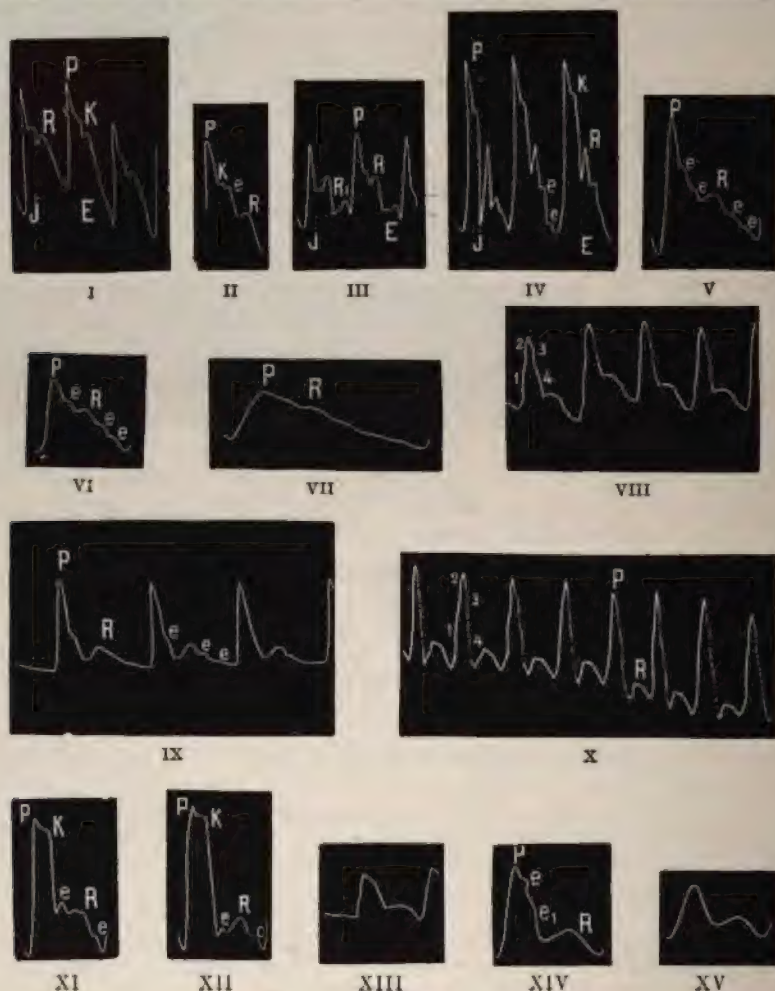 P R K J E
I
P K e R
II
P R₁ R J E
III
P K R e e J E
IV
P e e R e e
V
P e R e e
VI
P R
VII
1 2 3 4
VIII
P R e e e
IX
1 2 3 4 P R
X
P K e R e
XI
P K e R
XII
XIII
P e e₁ R
XIV
XV